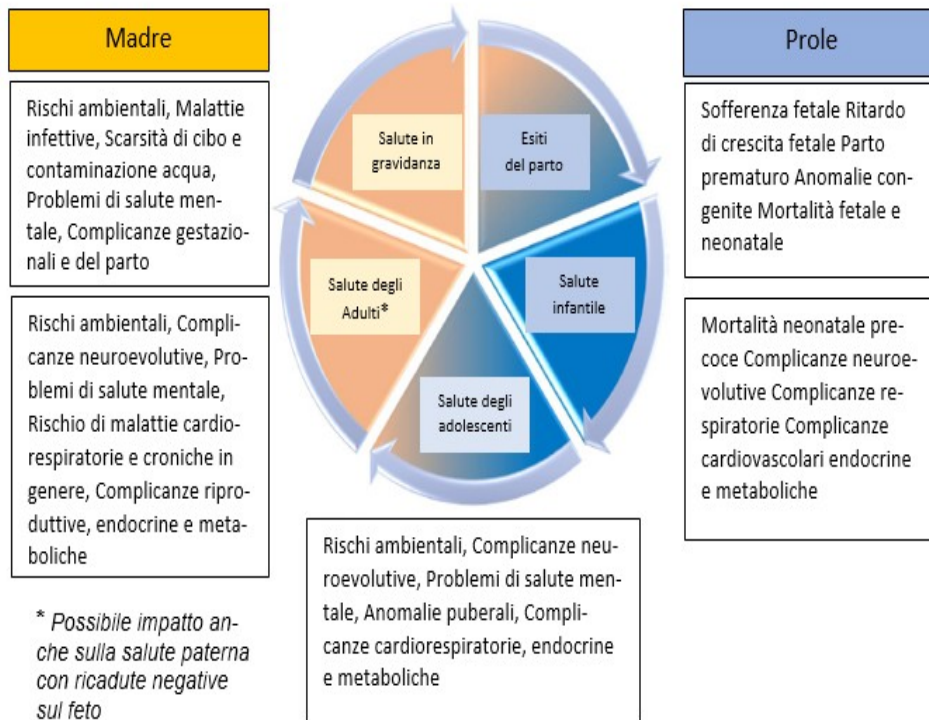 Madre
Rischi ambientali, Malattie
infettive, Scarsità di cibo e
contaminazione acqua,
Problemi di salute men-
tale, Complicanze gestazio-
nali e del parto
Rischi ambientali, Compli-
canze neuroevolutive, Pro-
blemi di salute mentale,
Rischio di malattie cardio-
respiratorie e croniche in
genere, Complicanze ripro-
duttive, endocrine e meta-
boliche
* Possibile impatto an-
che sulla salute paterna
con ricadute negative
sul feto
Salute in
gravidanza
Esiti
del parto
Salute degli
Adulti*
Salute
infantile
Salute degli
adolescenti
Rischi ambientali, Complicanze neu-
roevolutive, Problemi di salute men-
tale, Anomalie puberali, Compli-
canze cardiorespiratorie, endocrine
e metaboliche
Prole
Sofferenza fetale Ritardo
di crescita fetale Parto
prematuro Anomalie con-
genite Mortalità fetale e
neonatale
Mortalità neonatale pre-
coce Complicanze neuroe-
volutive Complicanze re-
spiratorie Complicanze
cardiovascolari endocrine
e metaboliche